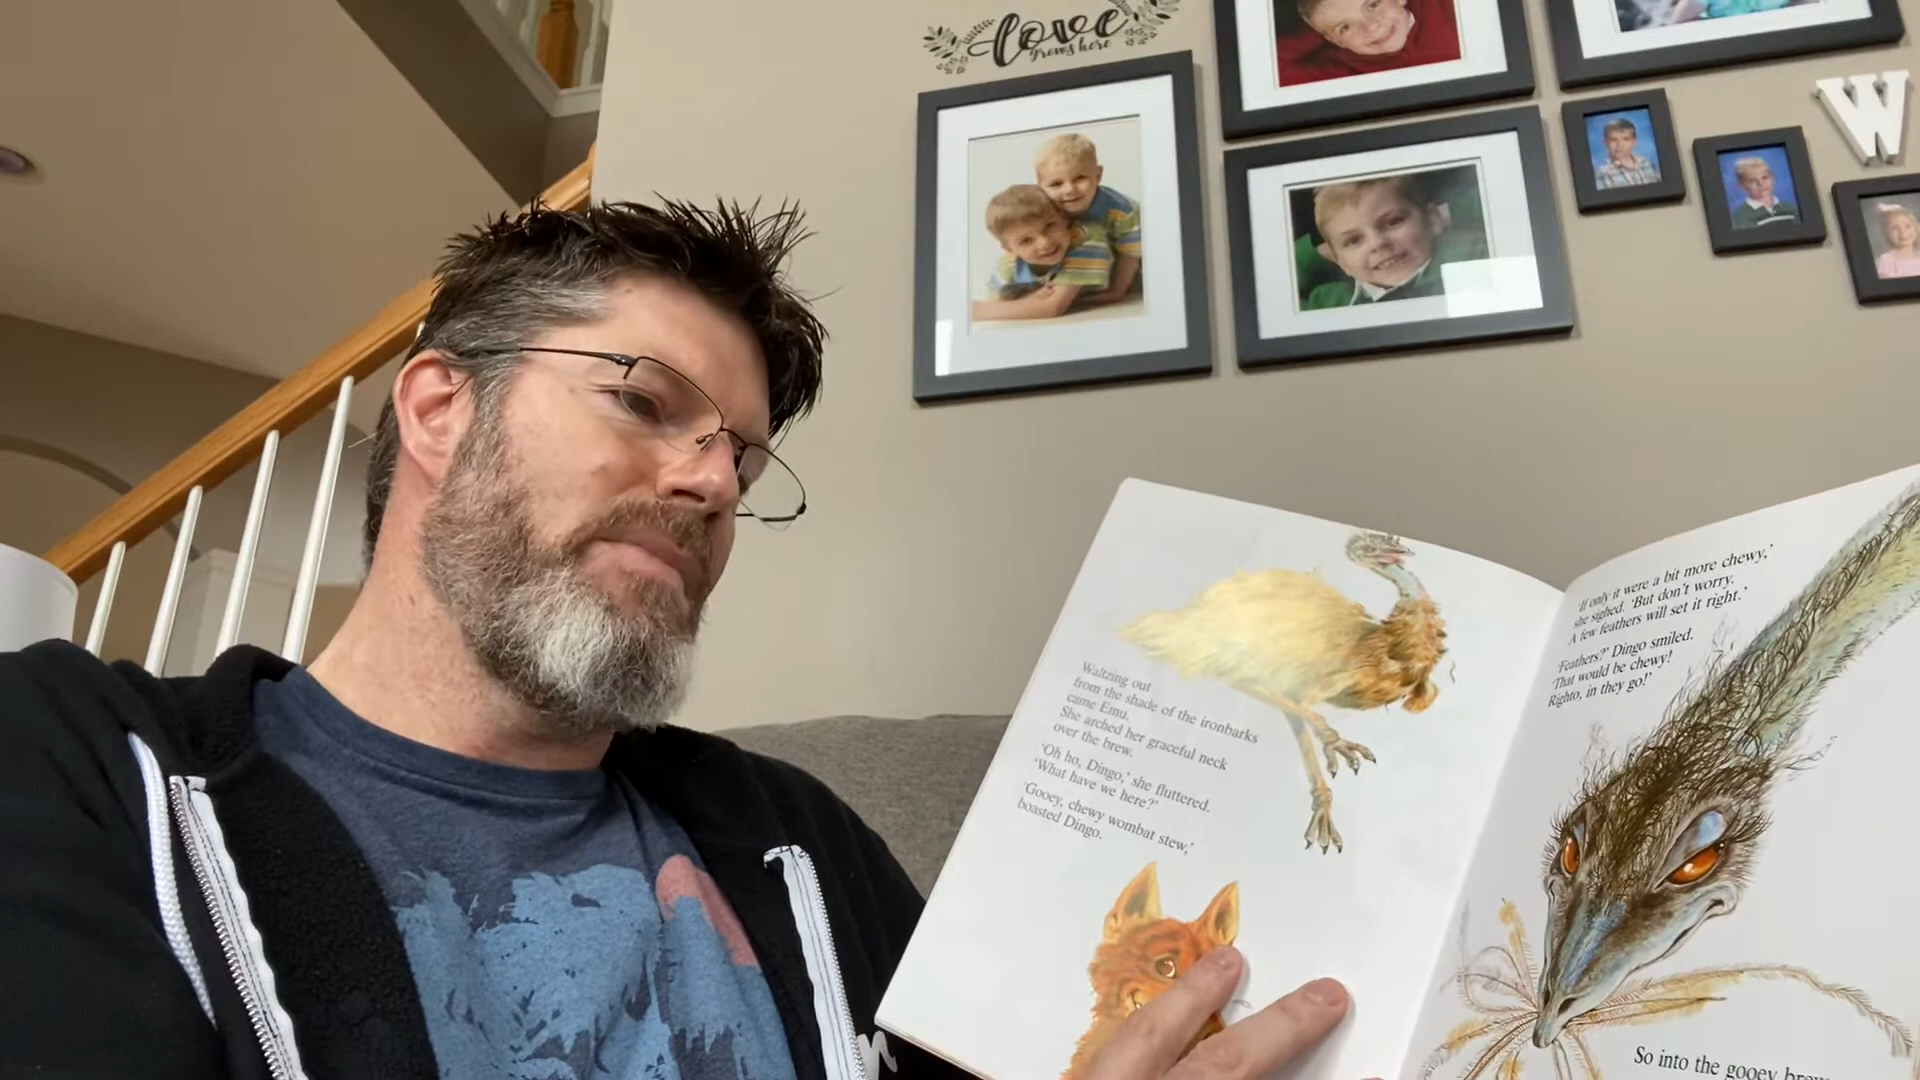 love
grows here
W
Waltzing out
from the shade of the ironbarks
came Emu.
She arched her graceful neck
over the brew.
'Oh ho, Dingo,' she fluttered.
'What have we here?'
'Gooey, chewy wombat stew,'
boasted Dingo.
'If only it were a bit more chewy,'
she sighed. 'But don't worry.
A few feathers will set it right.'
'Feathers?' Dingo smiled.
'That would be chewy!
Righto, in they go!'
So into the gooey brew